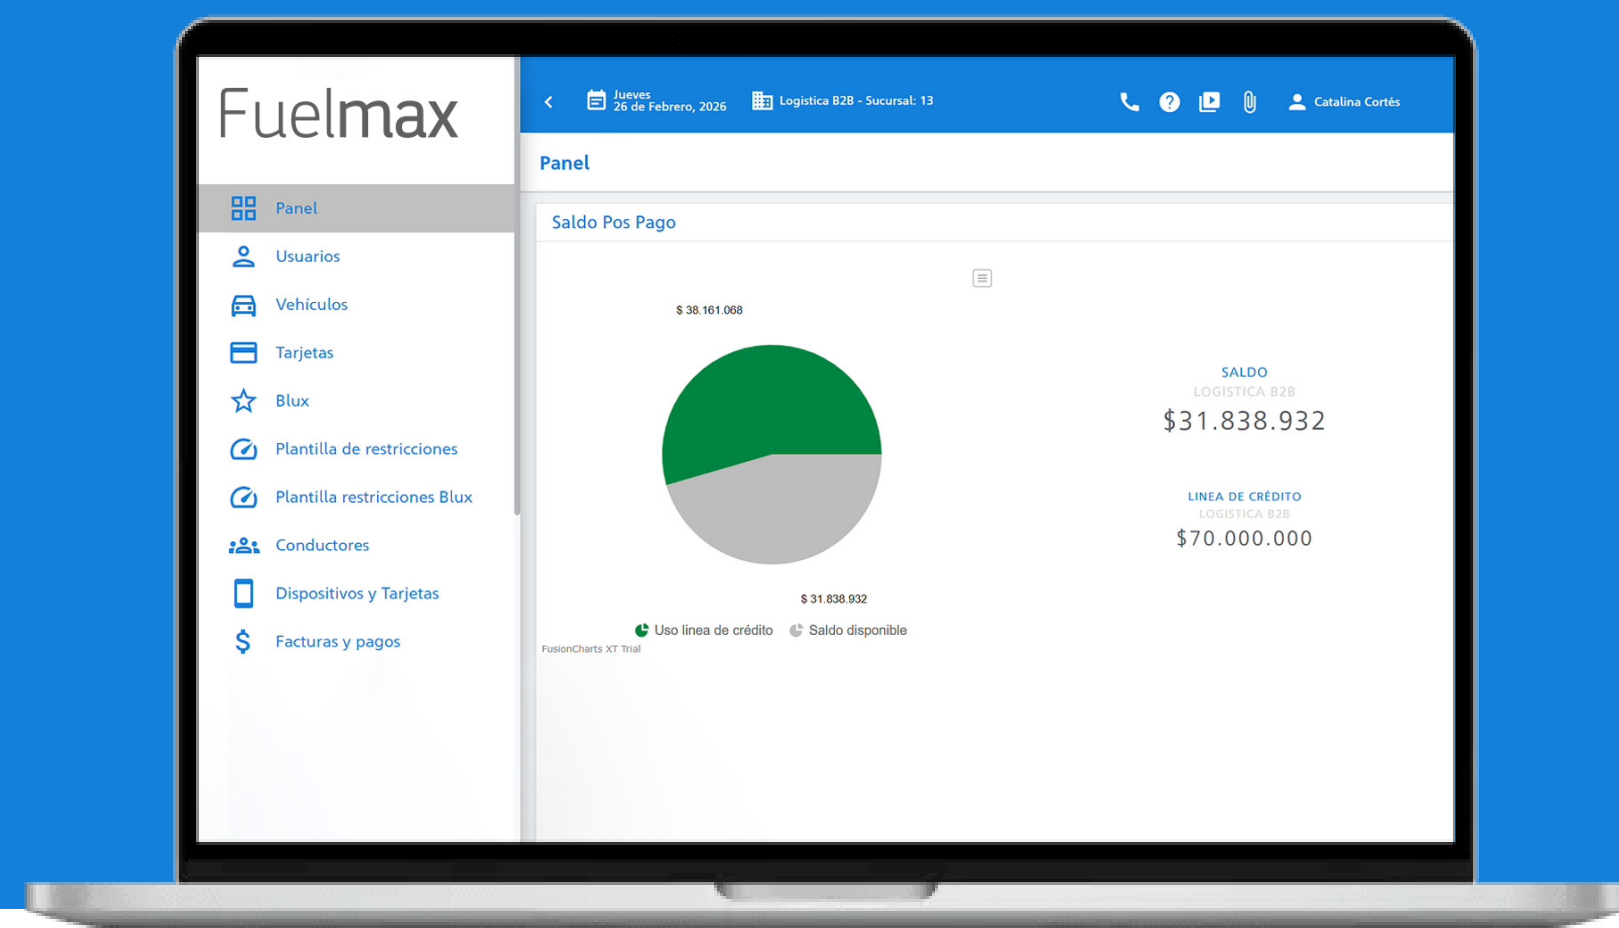 Fuelmax
Jueves
26 de Febrero, 2026
Logistica B2B - Sucursal: 13
Catalina Cortés
Panel
Panel
Usuarios
Vehículos
Tarjetas
Blux
Plantilla de restricciones
Plantilla restricciones Blux
Conductores
Dispositivos y Tarjetas
Facturas y pagos
Saldo Pos Pago
$ 38.161.068
$ 31.838.932
Uso linea de crédito
Saldo disponible
FusionCharts XT Trial
SALDO
LOGISTICA B2B
$31.838.932
LINEA DE CRÉDITO
LOGISTICA B2B
$70.000.000